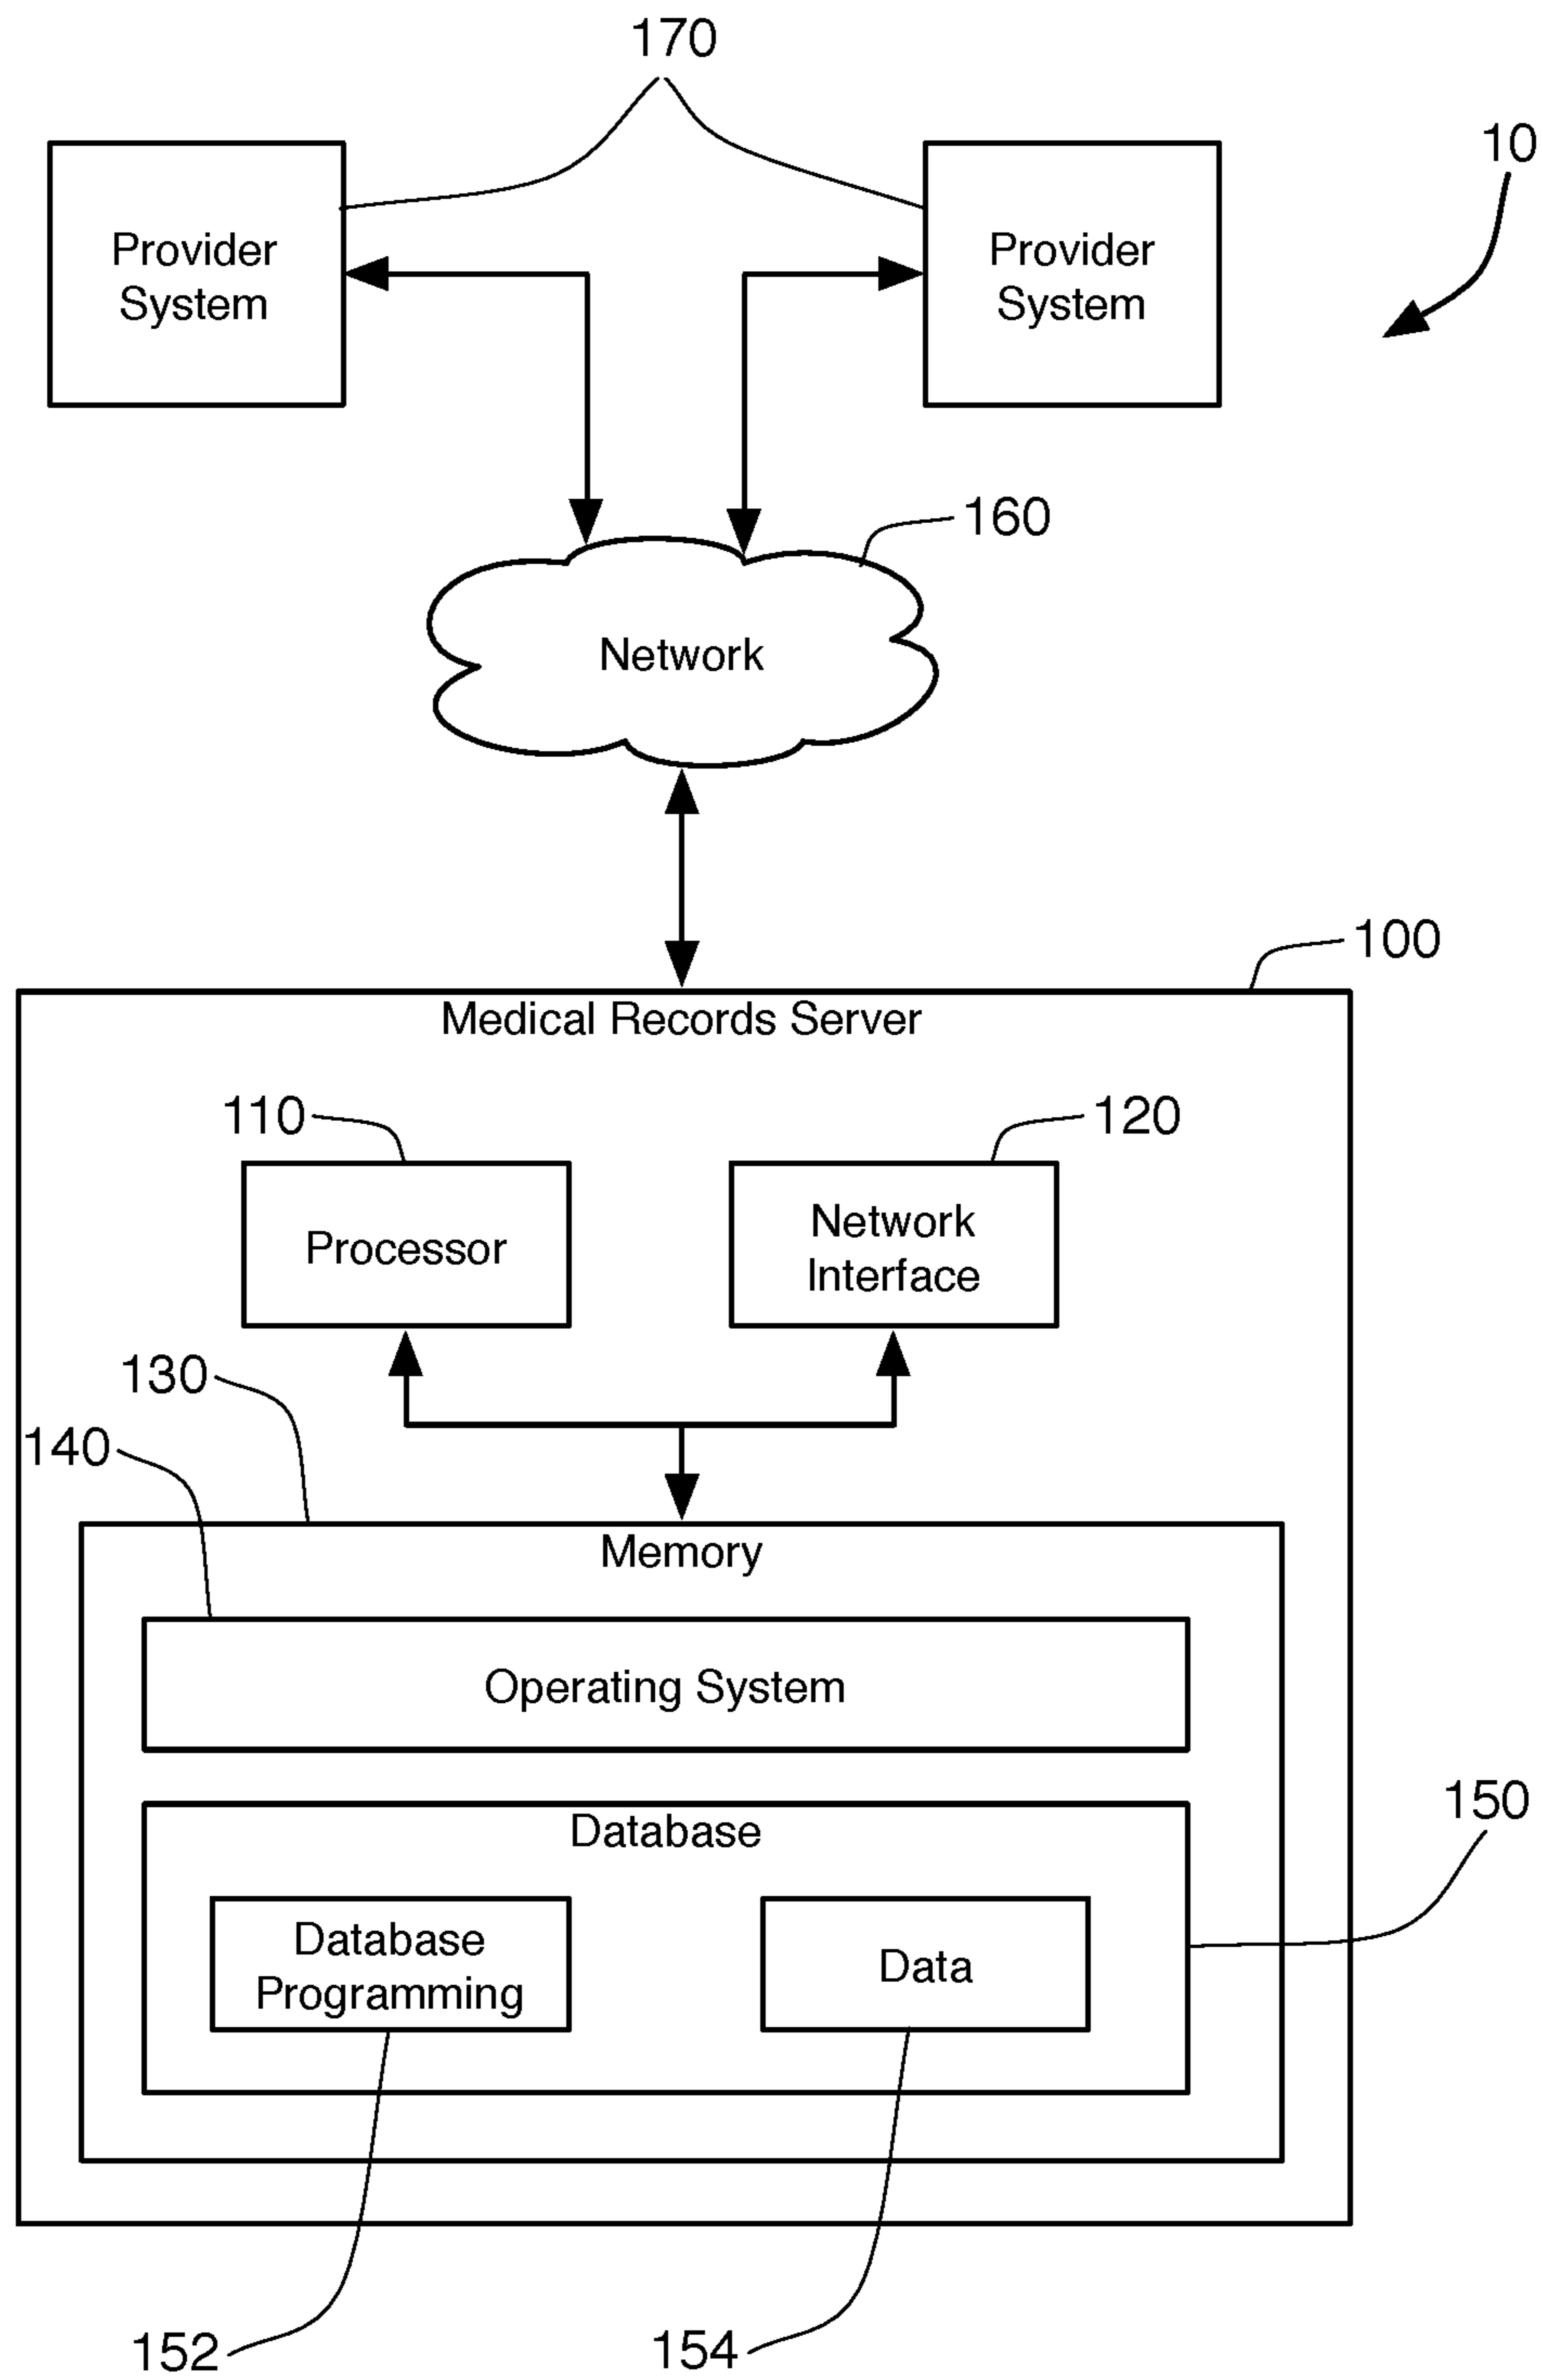 170
10
Provider
System
Provider
System
160
Network
100
Medical Records Server
110
120
Processor
Network
Interface
130
140
Memory
Operating System
150
Database
Database
Programming
Data
152
154